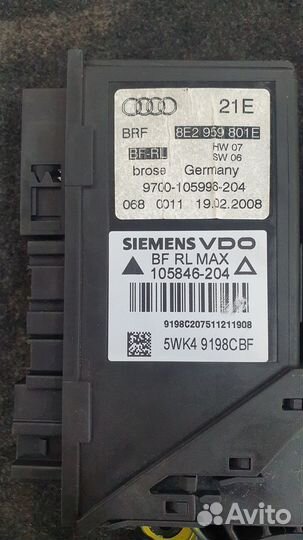 21E
BRF 8E2 959 801E
BF-RL HW 07
SW 06
brose Germany
9700-105996-204
068 0011 19.02.2008
SIEMENS VDO
BF RL MAX
105846-204
9198C207511211908
5WK4 9198CBF
Avito